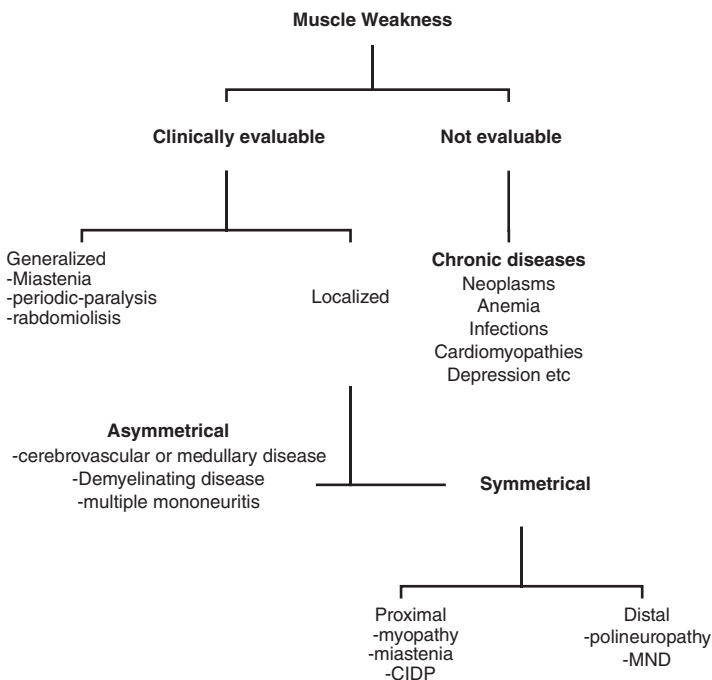 Muscle Weakness
Clinically evaluable
Not evaluable
Generalized
-Miastenia
-periodic-paralysis
-rabdomiolisis
Localized
Chronic diseases
Neoplasms
Anemia
Infections
Cardiomyopathies
Depression etc
Asymmetrical
-cerebrovascular or medullary disease
-Demyelinating disease
-multiple mononeuritis
Symmetrical
Proximal
-myopathy
-miastenia
-CIDP
Distal
-polineuropathy
-MND